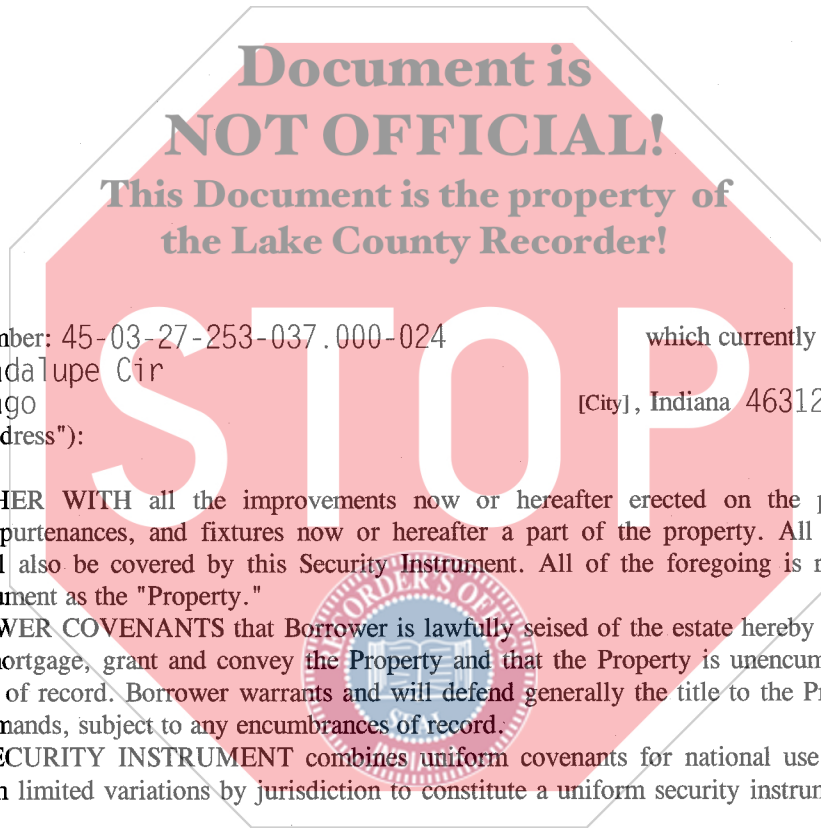 Document is
NOT OFFICIAL!
This Document is the property of
the Lake County Recorder!
STOP
mber: 45-03-27-253-037.000-024 which currently
dalupe Cir
go [City], Indiana 46312
dress"):
HER WITH all the improvements now or hereafter erected on the p
purtenances, and fixtures now or hereafter a part of the property. All
l also be covered by this Security Instrument. All of the foregoing is r
ument as the "Property."
WER COVENANTS that Borrower is lawfully seised of the estate hereby
ortgage, grant and convey the Property and that the Property is unencum
of record. Borrower warrants and will defend generally the title to the Pr
mands, subject to any encumbrances of record.
ECURITY INSTRUMENT combines uniform covenants for national use
n limited variations by jurisdiction to constitute a uniform security instrum
RECORDER'S OFFICE